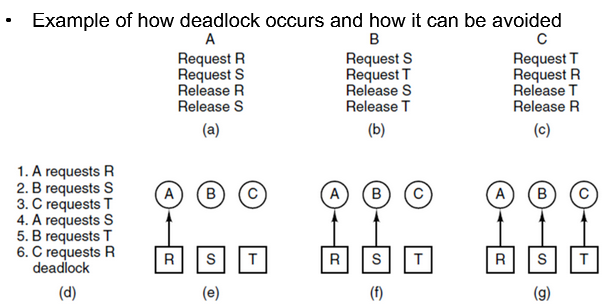 • Example of how deadlock occurs and how it can be avoided
A B C
Request R Request S Request T
Request S Request T Request R
Release R Release S Release T
Release S Release T Release R
(a) (b) (c)
1. A requests R
2. B requests S
3. C requests T
4. A requests S
5. B requests T
6. C requests R
deadlock
A B C A B C A B C
R S T R S T R S T
(d) (e) (f) (g)